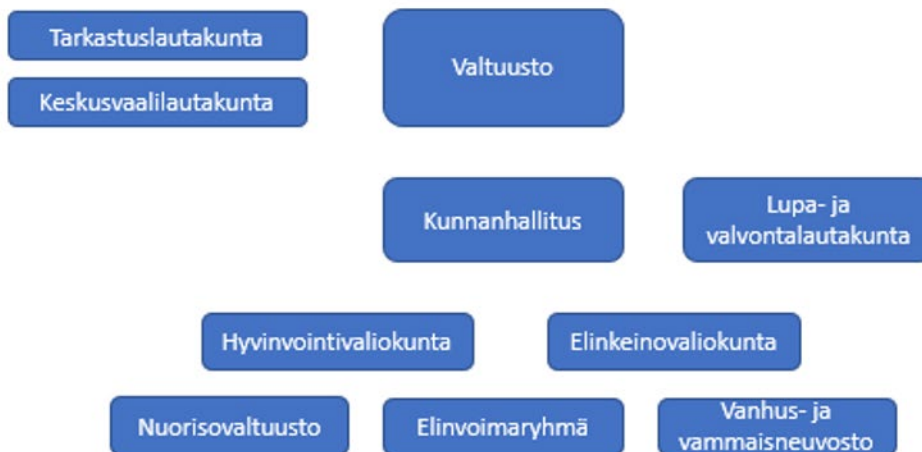 Tarkastuslautakunta
Valtuusto
Keskusvaalilautakunta
Kunnanhallitus
Lupa- ja
valvontalautakunta
Hyvinvointivaliokunta
Elinkeinovaliokunta
Nuorisovaltuusto
Elinvoimaryhmä
Vanhus- ja
vammaisneuvosto